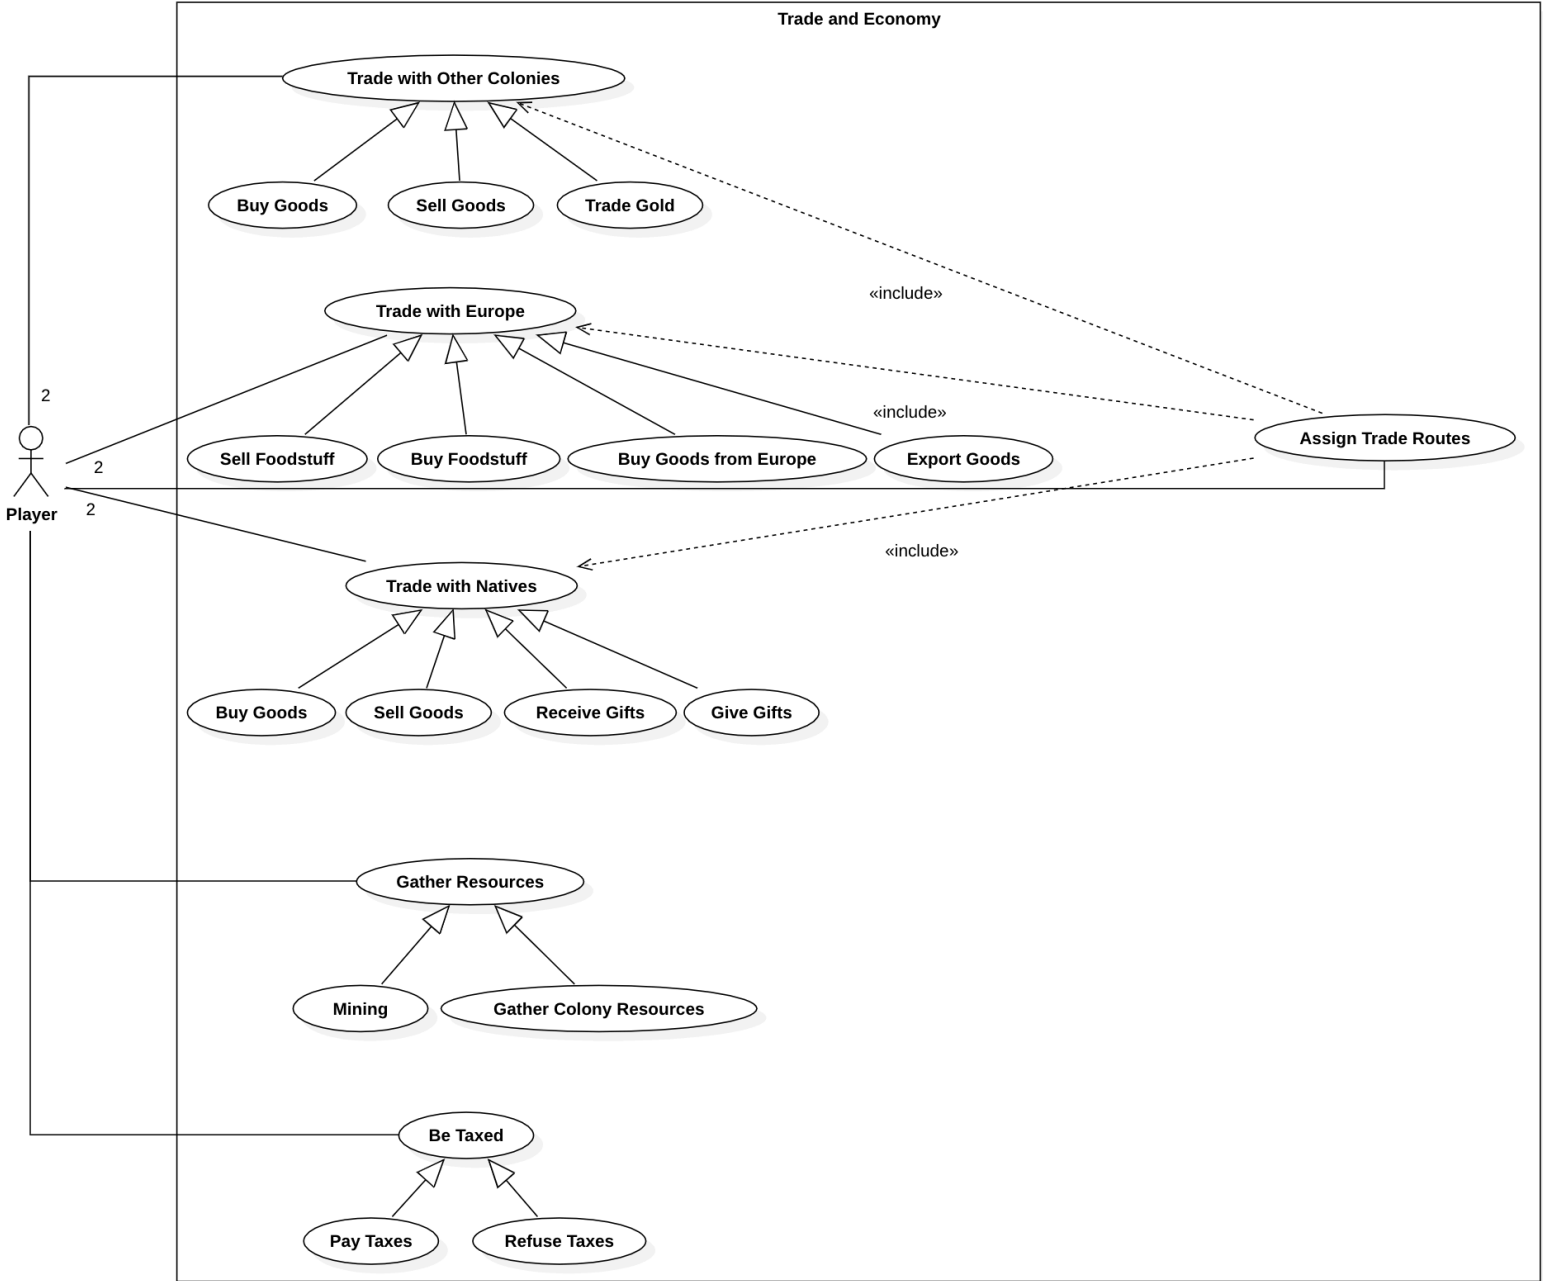 Trade and Economy
Trade with Other Colonies
Buy Goods
Sell Goods
Trade Gold
«include»
Trade with Europe
2
«include»
Sell Foodstuff
Buy Foodstuff
Buy Goods from Europe
Export Goods
Assign Trade Routes
2
Player
2
«include»
Trade with Natives
Buy Goods
Sell Goods
Receive Gifts
Give Gifts
Gather Resources
Mining
Gather Colony Resources
Be Taxed
Pay Taxes
Refuse Taxes